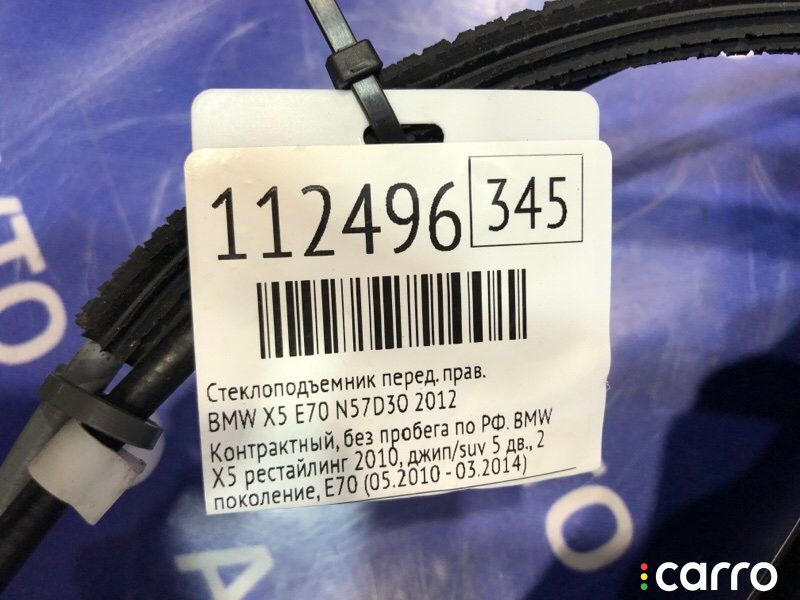 112496 345
Стеклоподъемник перед. прав.
BMW X5 E70 N57D30 2012
Контрактный, без пробега по РФ. BMW
X5 рестайлинг 2010, джип/suv 5 дв., 2
поколение, E70 (05.2010 - 03.2014)
carro